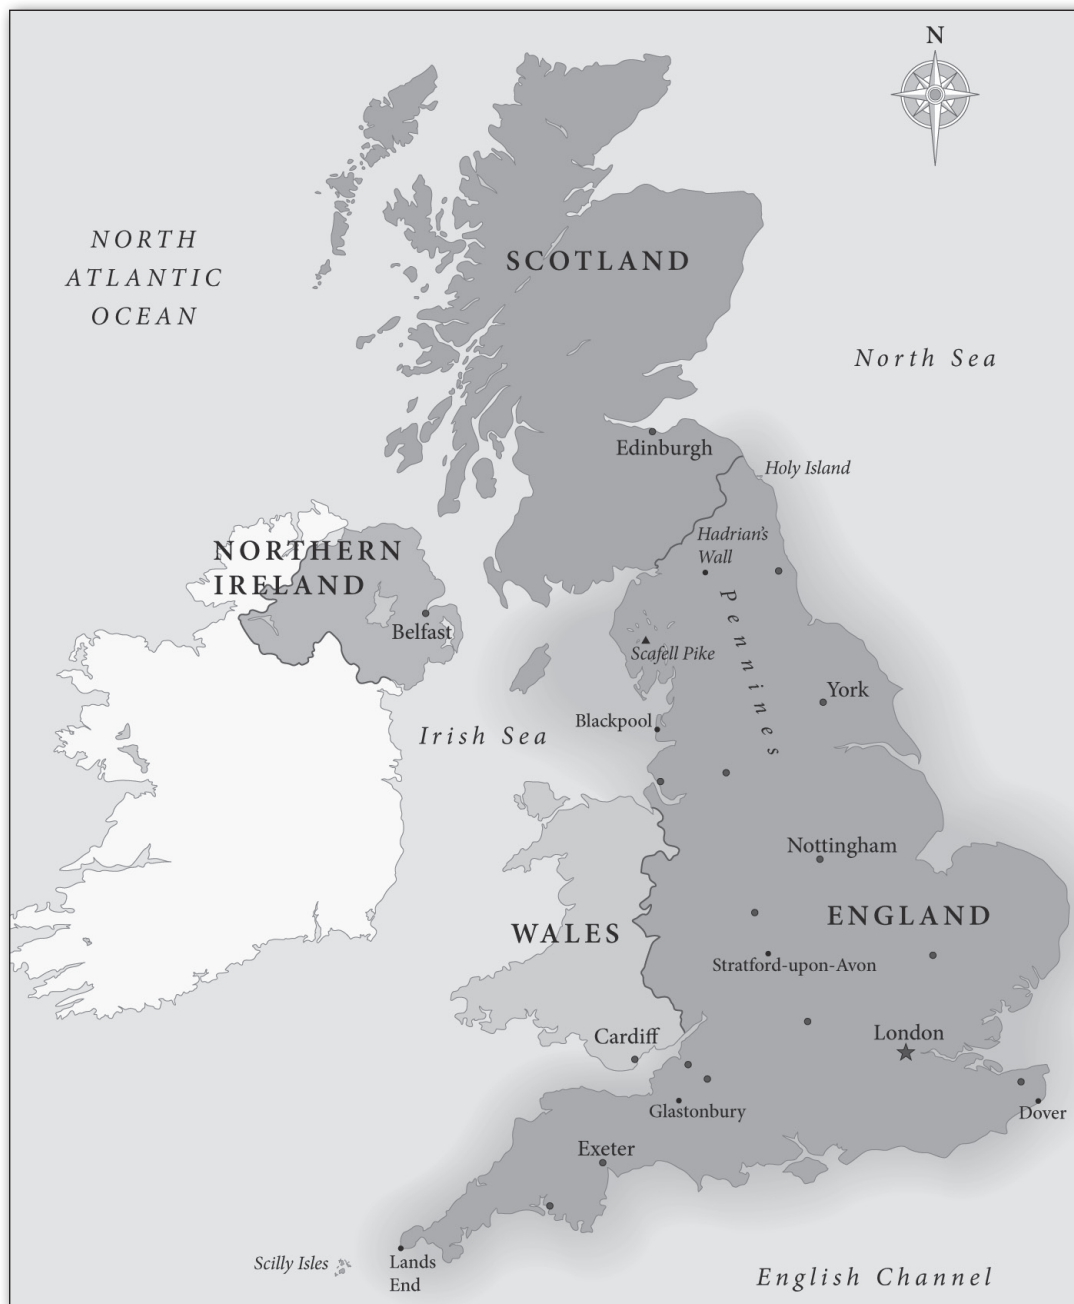 N
NORTH
ATLANTIC
OCEAN
SCOTLAND
North Sea
Edinburgh
Holy Island
Hadrian's
Wall
NORTHERN
IRELAND
Belfast
Pennines
Scafell Pike
York
Blackpool
Irish Sea
Nottingham
ENGLAND
WALES
Stratford-upon-Avon
Cardiff
London
Glastonbury
Dover
Exeter
Scilly Isles
Lands
End
English Channel